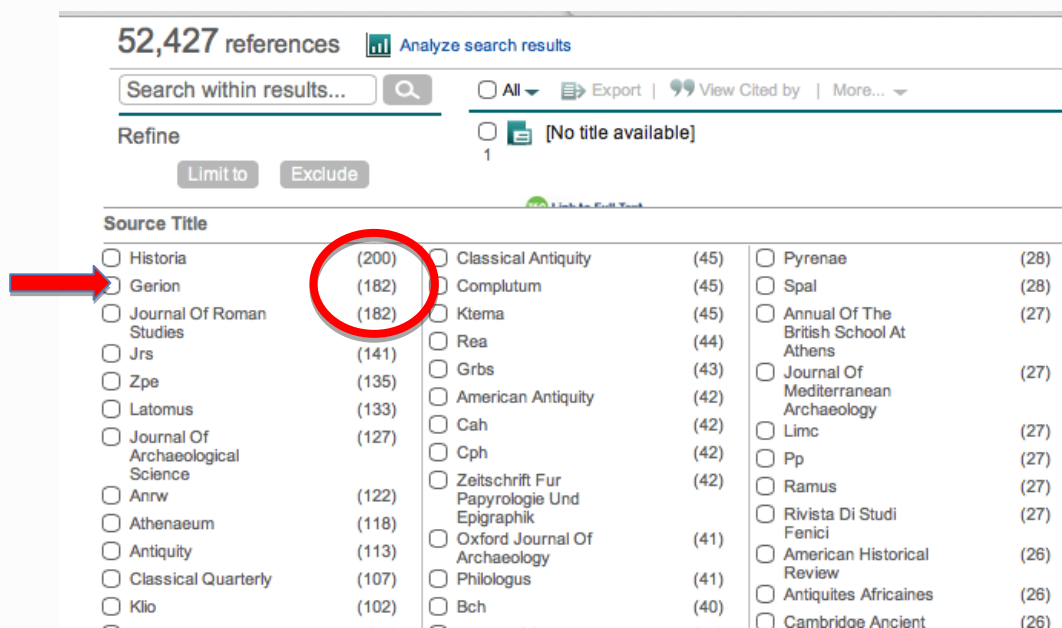 52,427 references Analyze search results
Search within results...
All Export | View Cited by | More...
Refine
[No title available]
1
Limit to Exclude
Source Title
Historia (200)
Gerion (182)
Journal Of Roman (182)
Studies
Jrs (141)
Zpe (135)
Latomus (133)
Journal Of (127)
Archaeological
Science
Anrw (122)
Athenaeum (118)
Antiquity (113)
Classical Quarterly (107)
Klio (102)
Classical Antiquity (45)
Complutum (45)
Ktema (45)
Rea (44)
Grbs (43)
American Antiquity (42)
Cah (42)
Cph (42)
Zeitschrift Fur (42)
Papyrologie Und
Epigraphik
Oxford Journal Of (41)
Archaeology
Philologus (41)
Bch (40)
Pyrenae (28)
Spal (28)
Annual Of The (27)
British School At
Athens
Journal Of (27)
Mediterranean
Archaeology
Limc (27)
Pp (27)
Ramus (27)
Rivista Di Studi (27)
Fenici
American Historical (26)
Review
Antiquites Africaines (26)
Cambridge Ancient (26)